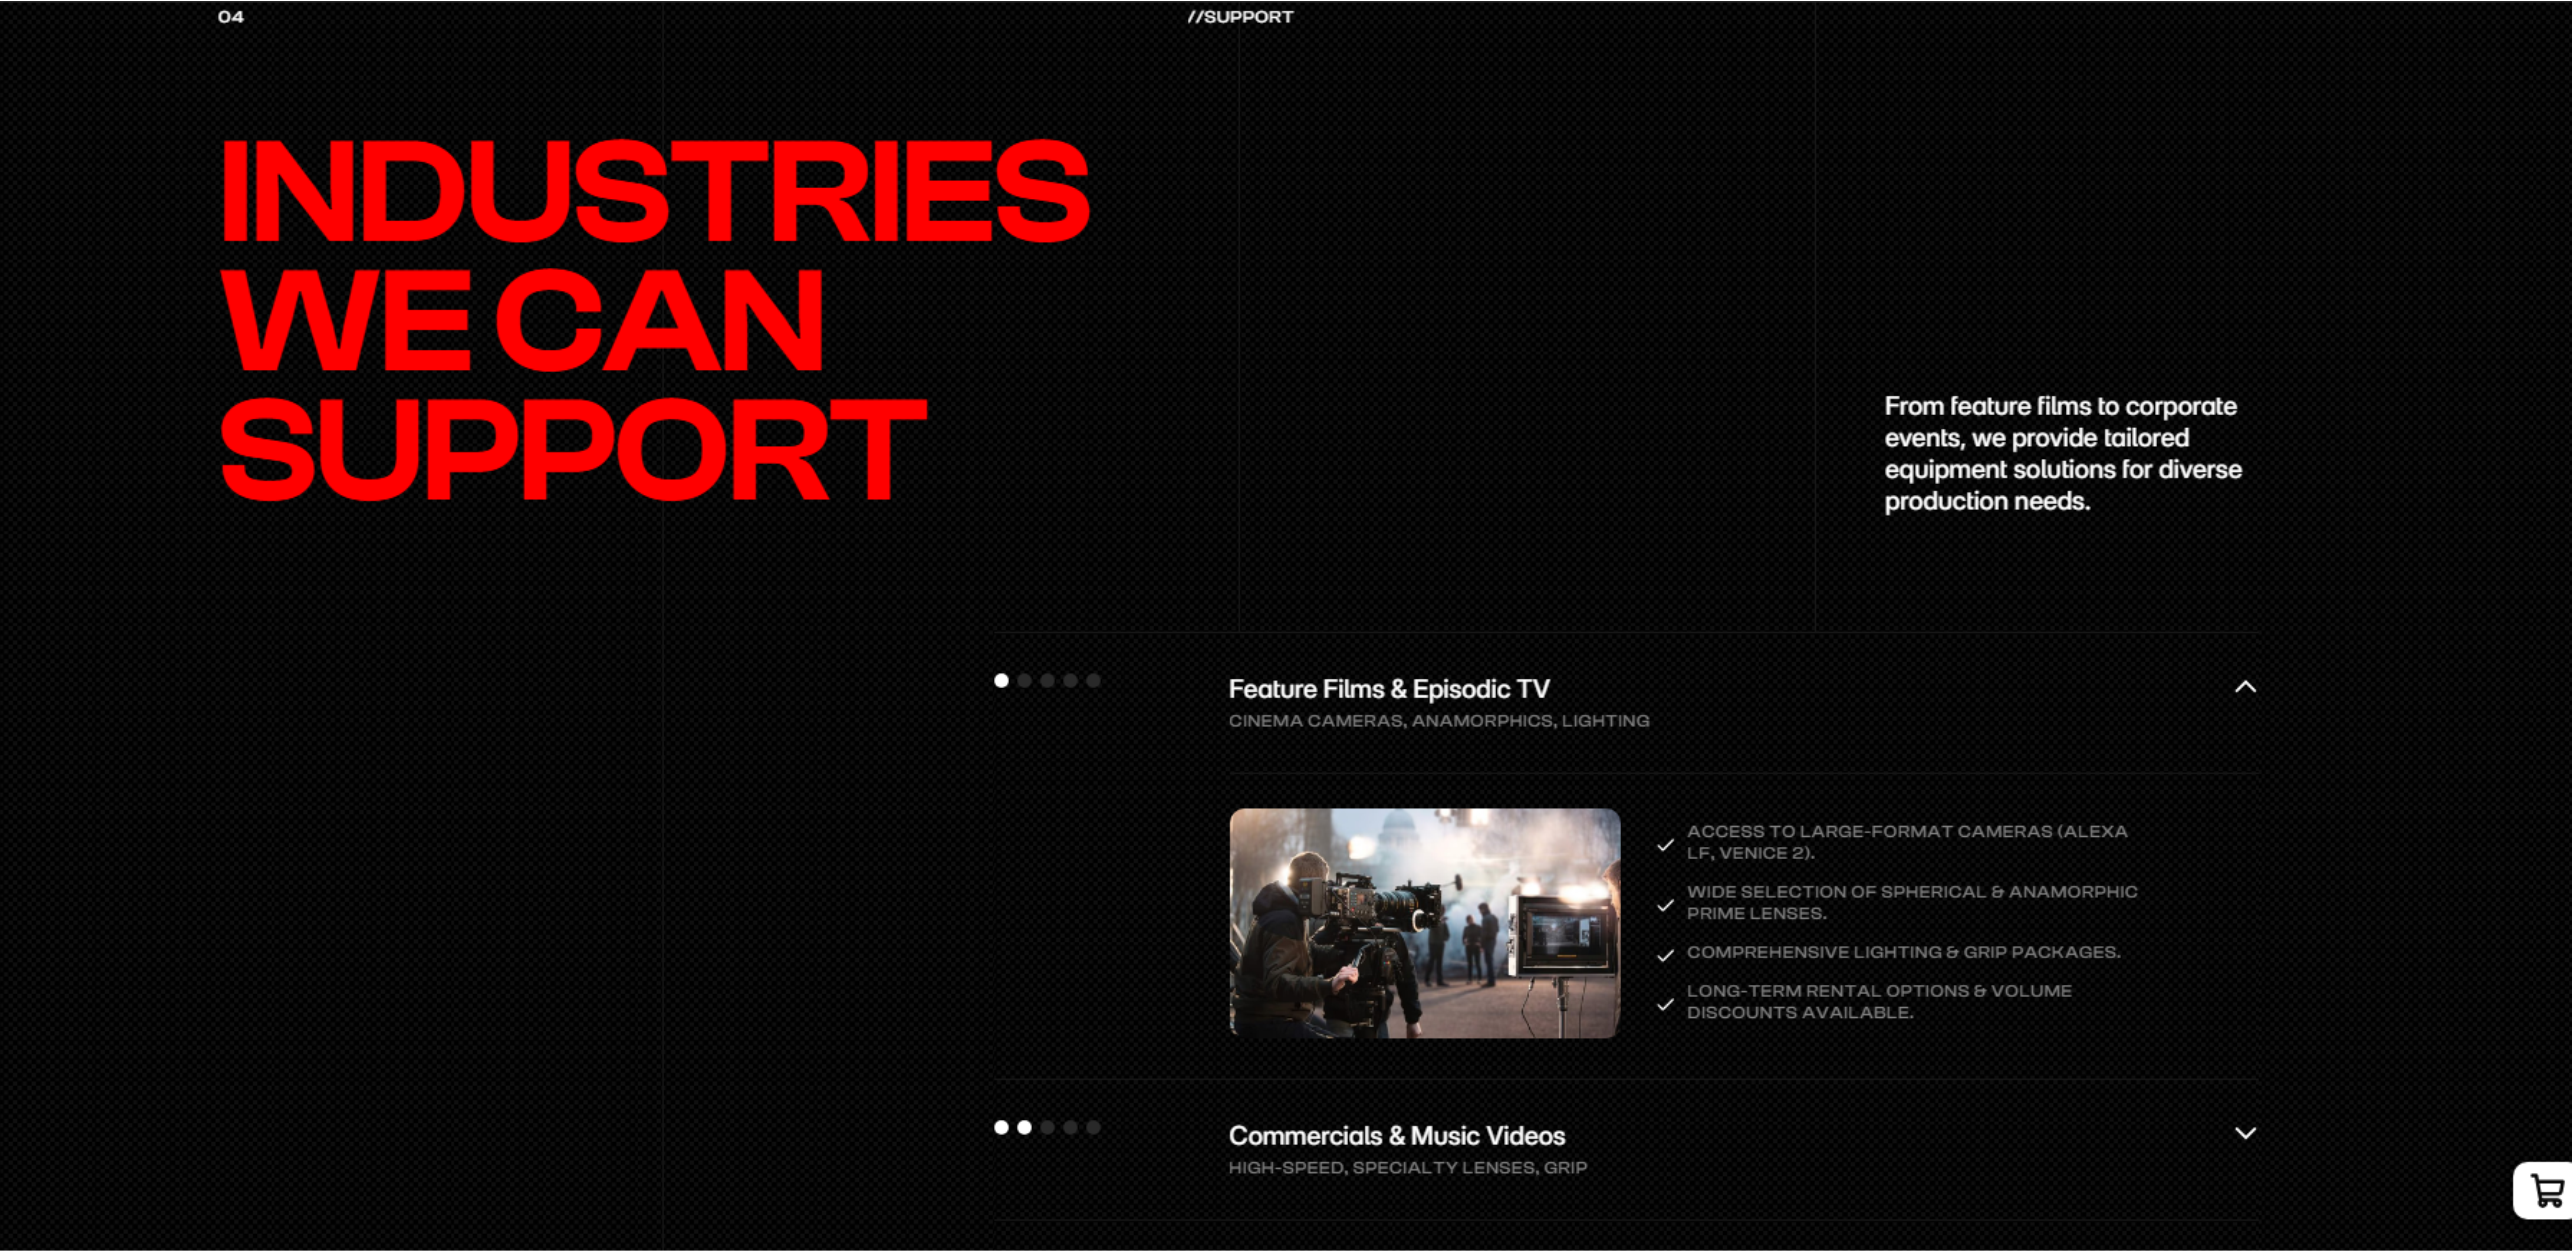 04
//SUPPORT
INDUSTRIES
WE CAN
SUPPORT
From feature films to corporate
events, we provide tailored
equipment solutions for diverse
production needs.
Feature Films & Episodic TV
CINEMA CAMERAS, ANAMORPHICS, LIGHTING
ACCESS TO LARGE-FORMAT CAMERAS (ALEXA
LF, VENICE 2).
WIDE SELECTION OF SPHERICAL & ANAMORPHIC
PRIME LENSES.
COMPREHENSIVE LIGHTING & GRIP PACKAGES.
LONG-TERM RENTAL OPTIONS & VOLUME
DISCOUNTS AVAILABLE.
Commercials & Music Videos
HIGH-SPEED, SPECIALTY LENSES, GRIP